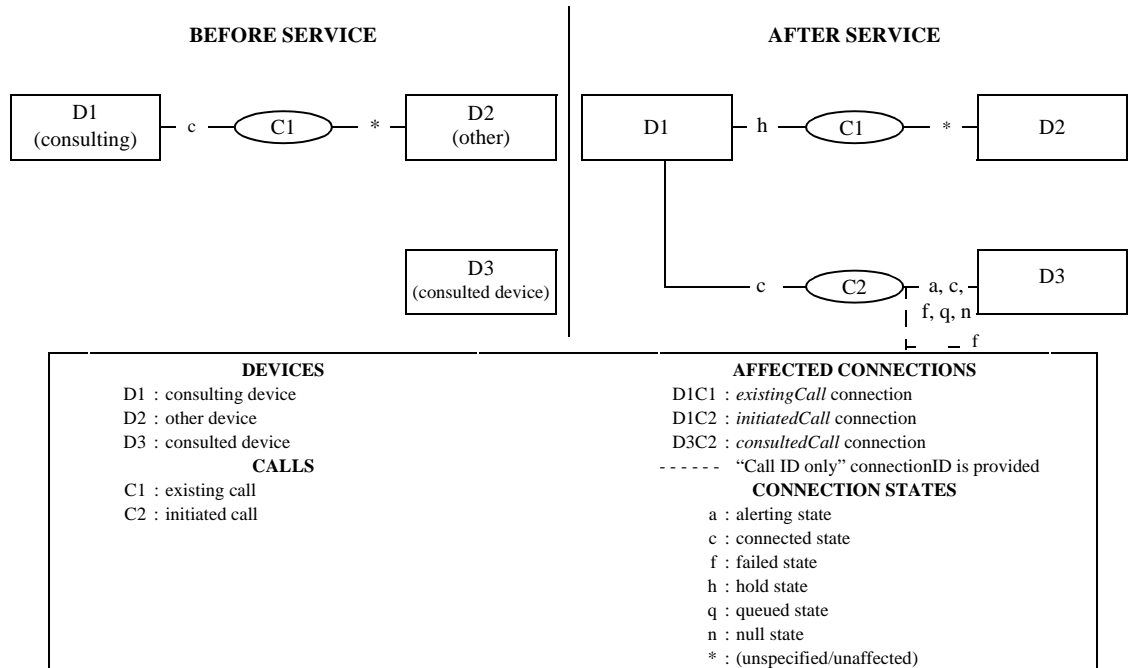 BEFORE SERVICE
D1
(consulting)
c
C1
*
D2
(other)
D3
(consulted device)
AFTER SERVICE
D1
h
C1
*
D2
c
C2
a, c,
f, q, n
D3
f
DEVICES
D1 : consulting device
D2 : other device
D3 : consulted device
CALLS
C1 : existing call
C2 : initiated call
AFFECTED CONNECTIONS
D1C1 : existingCall connection
D1C2 : initiatedCall connection
D3C2 : consultedCall connection
- - - - - - “Call ID only” connectionID is provided
CONNECTION STATES
a : alerting state
c : connected state
f : failed state
h : hold state
q : queued state
n : null state
* : (unspecified/unaffected)